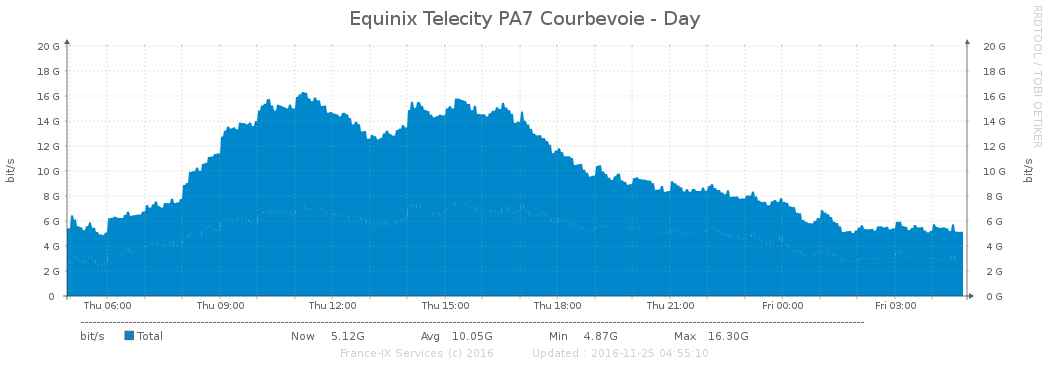 Equinix Telecity PA7 Courbevoie - Day
RRDTOOL / TOBI OETIKER
20 G 20 G
18 G 18 G
16 G 16 G
14 G 14 G
12 G 12 G
10 G 10 G
8 G 8 G
6 G 6 G
4 G 4 G
2 G 2 G
0 0 G
bit/s bit/s
Thu 06:00 Thu 09:00 Thu 12:00 Thu 15:00 Thu 18:00 Thu 21:00 Fri 00:00 Fri 03:00
bit/s Total Now 5.12G Avg 10.05G Min 4.87G Max 16.30G
France-IX Services (c) 2016 Updated : 2016-11-25 04:55:10